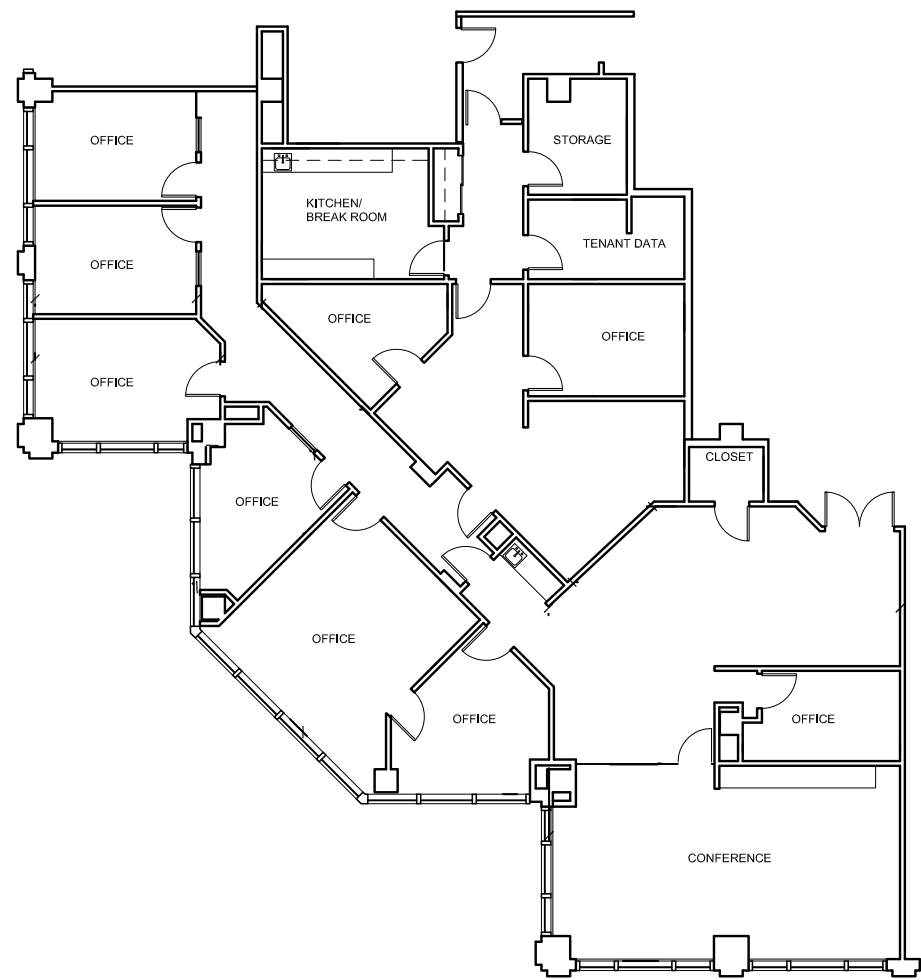 OFFICE
STORAGE
KITCHEN/
BREAK ROOM
TENANT DATA
OFFICE
OFFICE
OFFICE
OFFICE
CLOSET
OFFICE
OFFICE
OFFICE
OFFICE
CONFERENCE